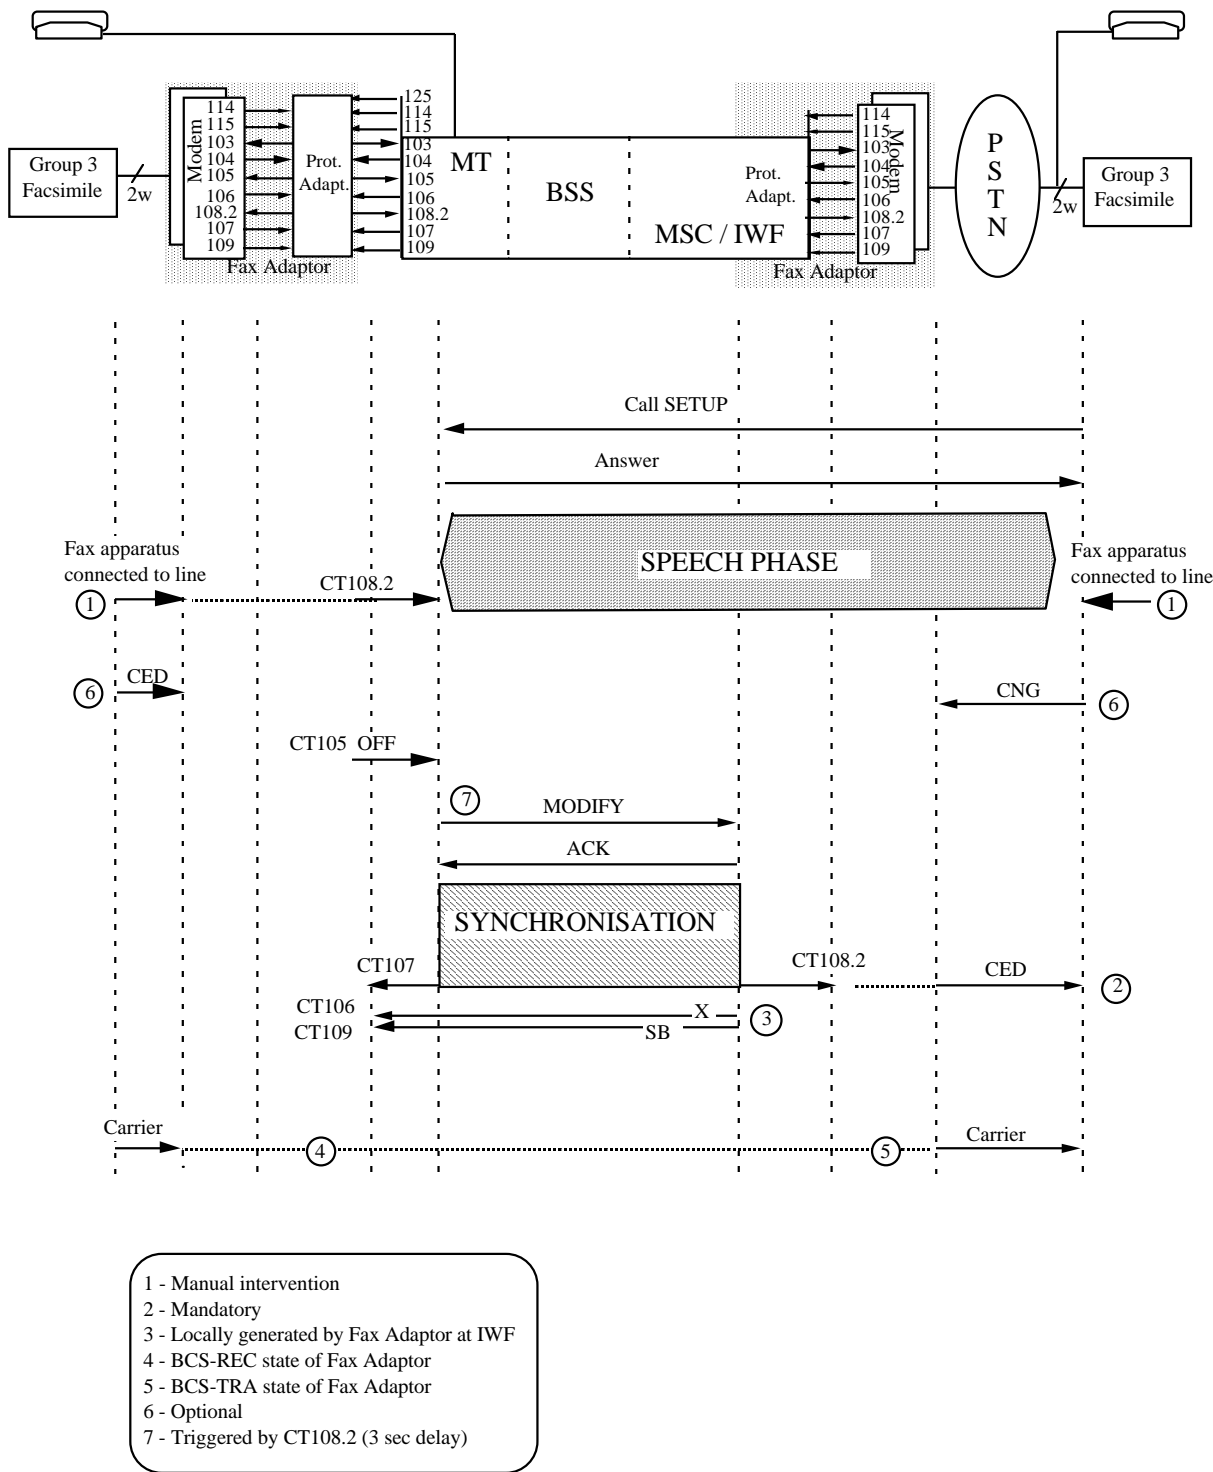 125
114
115
103
104
105
106
108.2
107
109
Modem
114
115
103
104
105
106
108.2
107
109
Prot.
Adapt.
MT
BSS
MSC / IWF
Prot.
Adapt.
114
115
103
104
105
106
108.2
107
109
Modem
P
S
T
N
Group 3
Facsimile
2w
Group 3
Facsimile
2w
Fax Adaptor
Fax Adaptor
Call SETUP
Answer
SPEECH PHASE
Fax apparatus
connected to line
1
CT108.2
Fax apparatus
connected to line
1
6
CED
CNG
6
CT105 OFF
7
MODIFY
ACK
SYNCHRONISATION
CT107
CT108.2
CED
2
CT106
X
3
CT109
SB
Carrier
4
5
Carrier
1 - Manual intervention
2 - Mandatory
3 - Locally generated by Fax Adaptor at IWF
4 - BCS-REC state of Fax Adaptor
5 - BCS-TRA state of Fax Adaptor
6 - Optional
7 - Triggered by CT108.2 (3 sec delay)